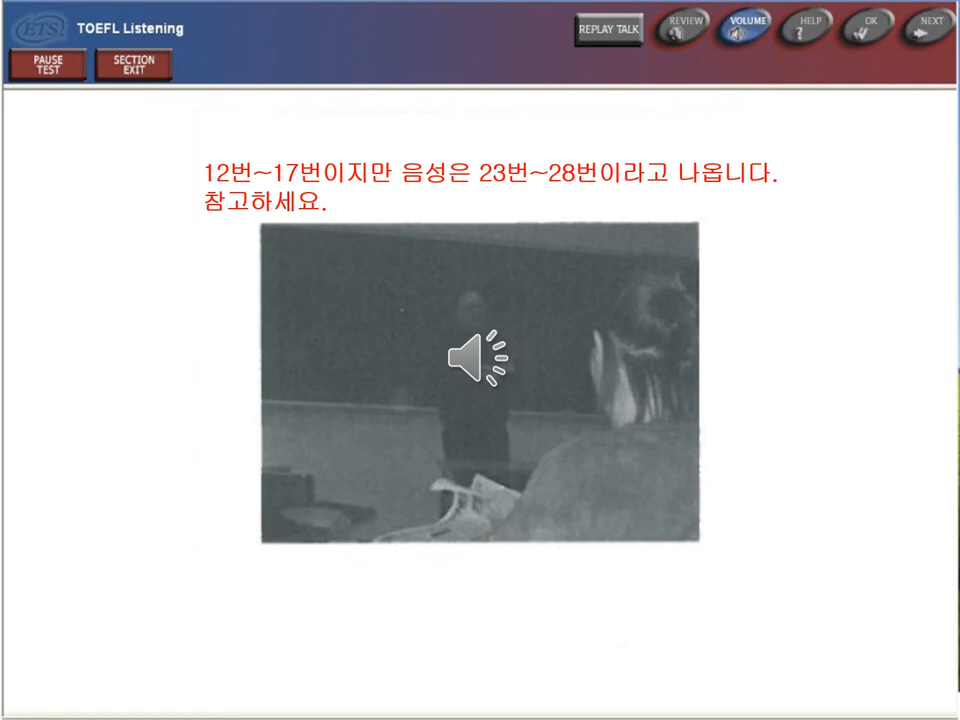 ETS
TOEFL Listening
REPLAY TALK
REVIEW
VOLUME
HELP
?
OK
NEXT
PAUSE
TEST
SECTION
EXIT
12번~17번이지만 음성은 23번~28번이라고 나옵니다.
참고하세요.